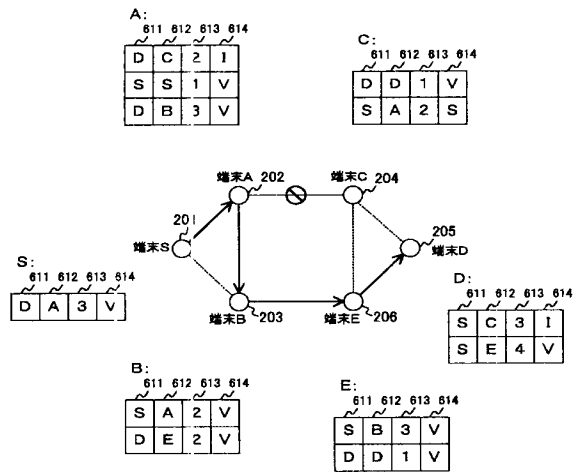 A:
611 612 613 614
D C 2 I
S S 1 V
D B 3 V
C:
611 612 613 614
D D 1 V
S A 2 S
端末A 202
端末C 204
201
端末S
205
端末D
S:
611 612 613 614
D A 3 V
端末B 203
端末E 206
D:
611 612 613 614
S C 3 I
S E 4 V
B:
611 612 613 614
S A 2 V
D E 2 V
E:
611 612 613 614
S B 3 V
D D 1 V